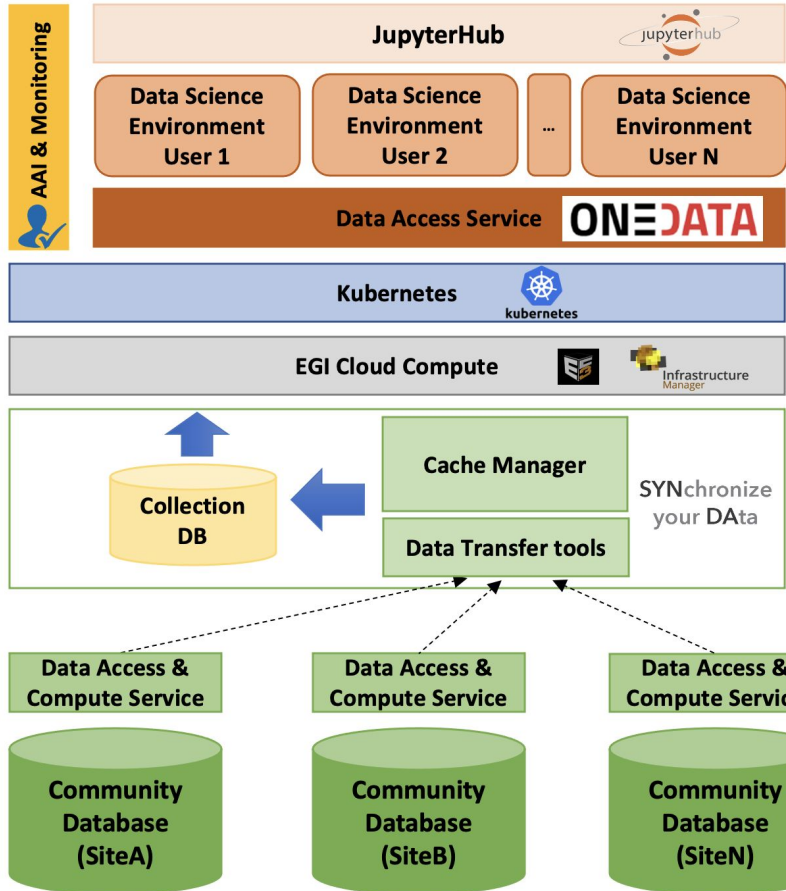 AAI & Monitoring
JupyterHub
jupyterhub
Data Science
Environment
User 1
Data Science
Environment
User 2
...
Data Science
Environment
User N
Data Access Service
ONEDATA
Kubernetes
kubernetes
EGI Cloud Compute
EC3
Infrastructure
Manager
Collection
DB
Cache Manager
Data Transfer tools
SYNchronize
your DAta
Data Access &
Compute Service
Data Access &
Compute Service
Data Access &
Compute Servic
Community
Database
(SiteA)
Community
Database
(SiteB)
Community
Database
(SiteN)